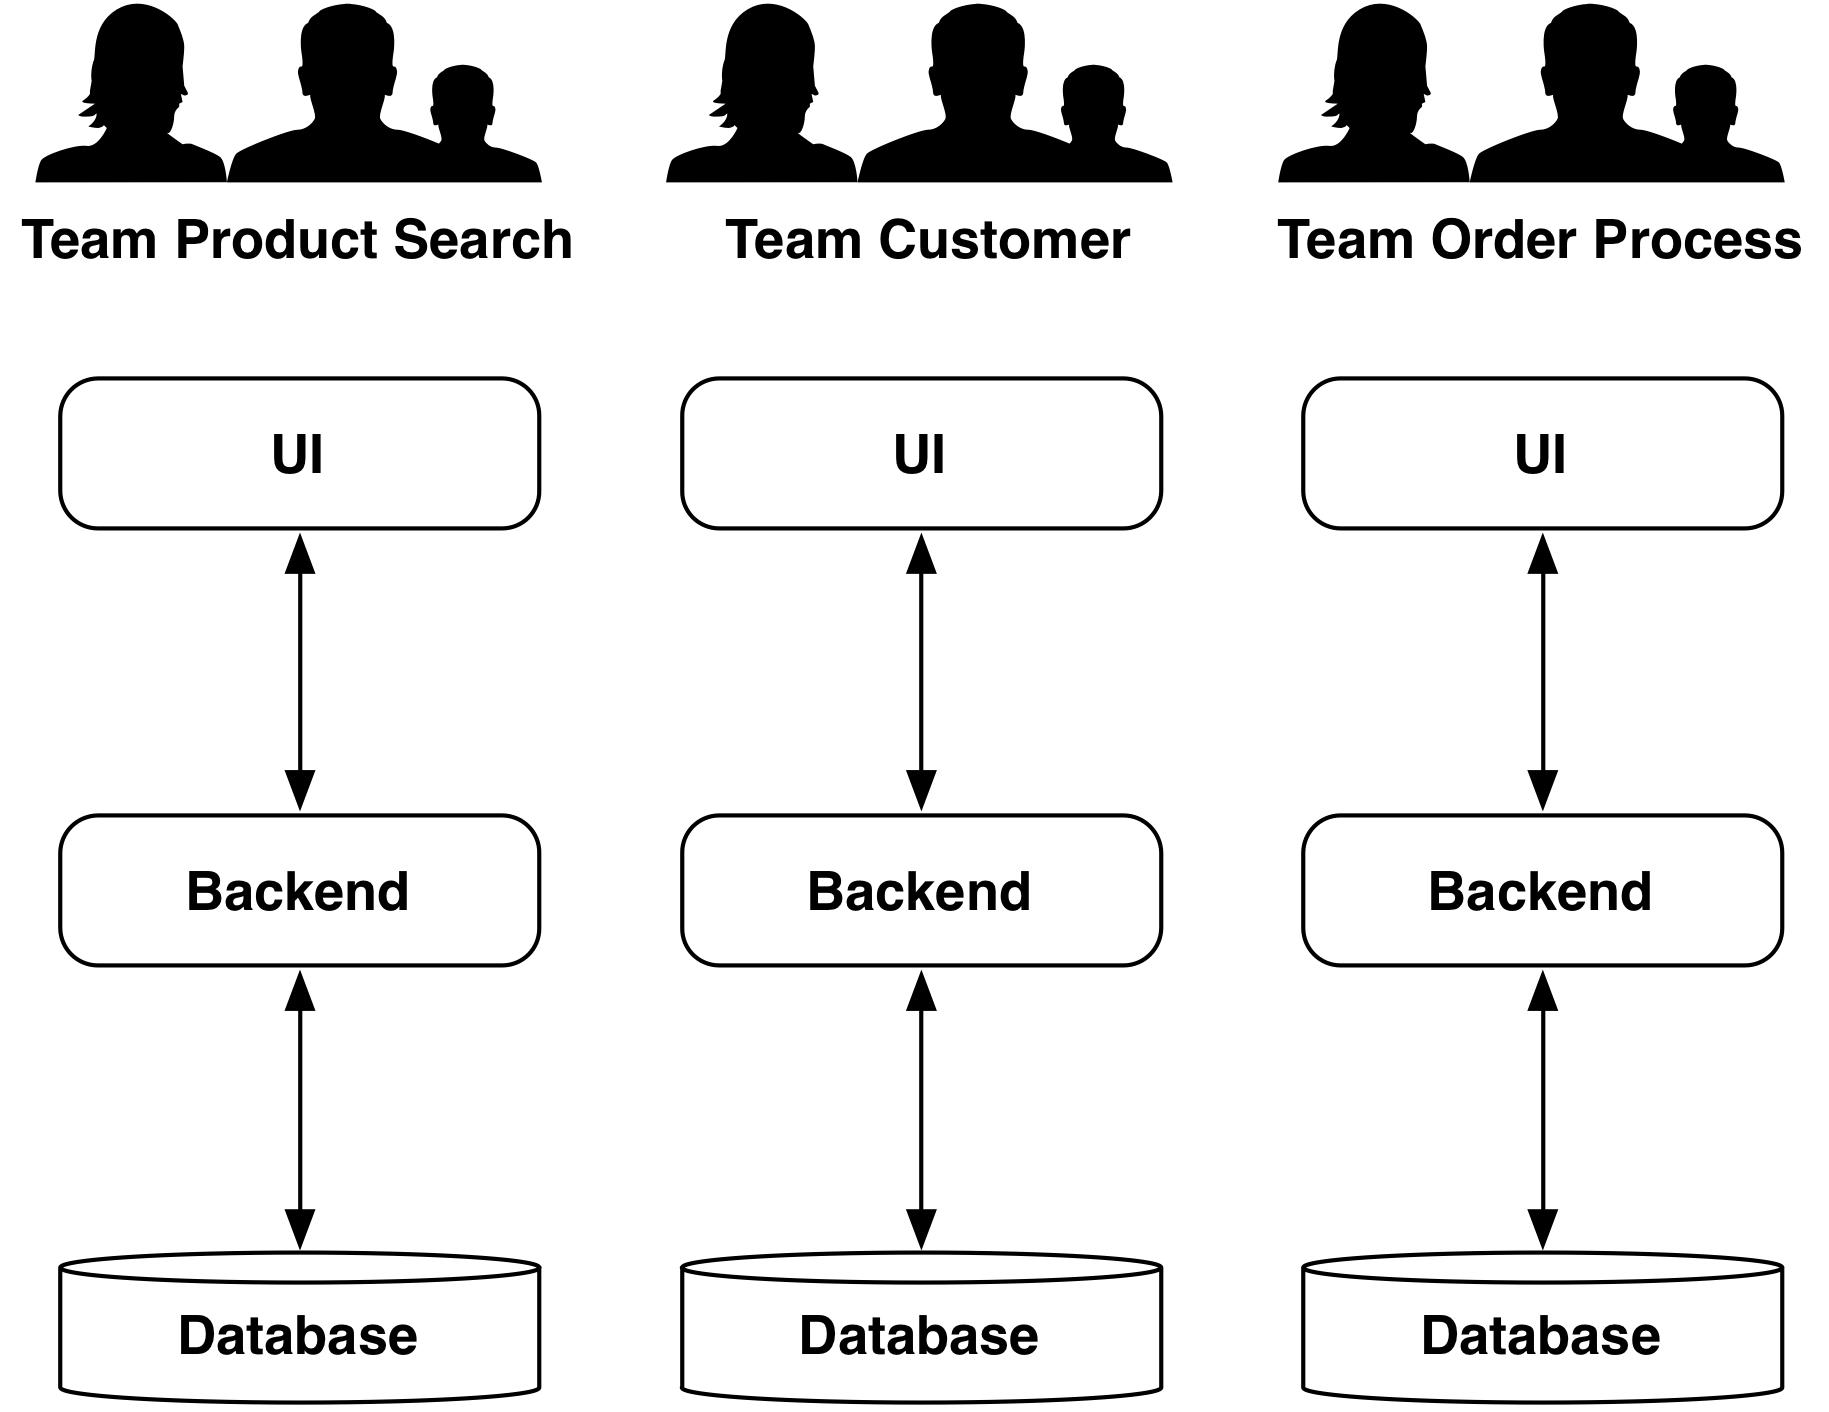 Team Product Search
Team Customer
Team Order Process
UI
UI
UI
Backend
Backend
Backend
Database
Database
Database